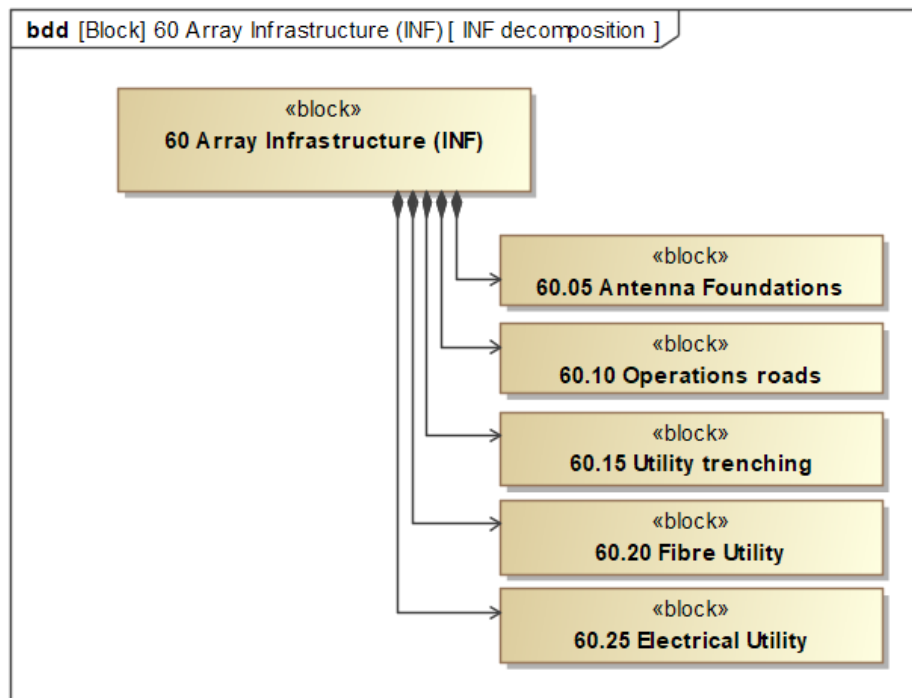 bdd [Block] 60 Array Infrastructure (INF) [ INF decomposition ]
«block»
60 Array Infrastructure (INF)
«block»
60.05 Antenna Foundations
«block»
60.10 Operations roads
«block»
60.15 Utility trenching
«block»
60.20 Fibre Utility
«block»
60.25 Electrical Utility